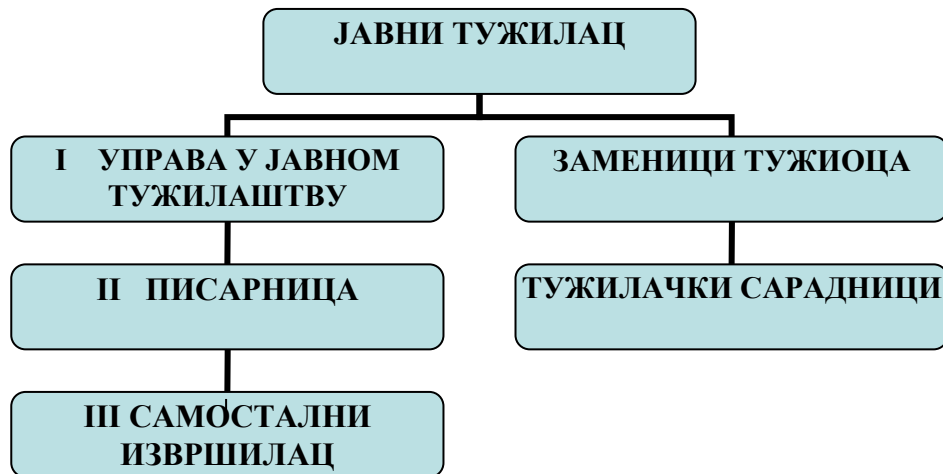 ЈАВНИ ТУЖИЛАЦ
I УПРАВА У ЈАВНОМ
ТУЖИЛАШТВУ
ЗАМЕНИЦИ ТУЖИОЦА
II ПИСАРНИЦА
ТУЖИЛАЧКИ САРАДНИЦИ
III САМОСТАЛНИ
ИЗВРШИЛАЦ